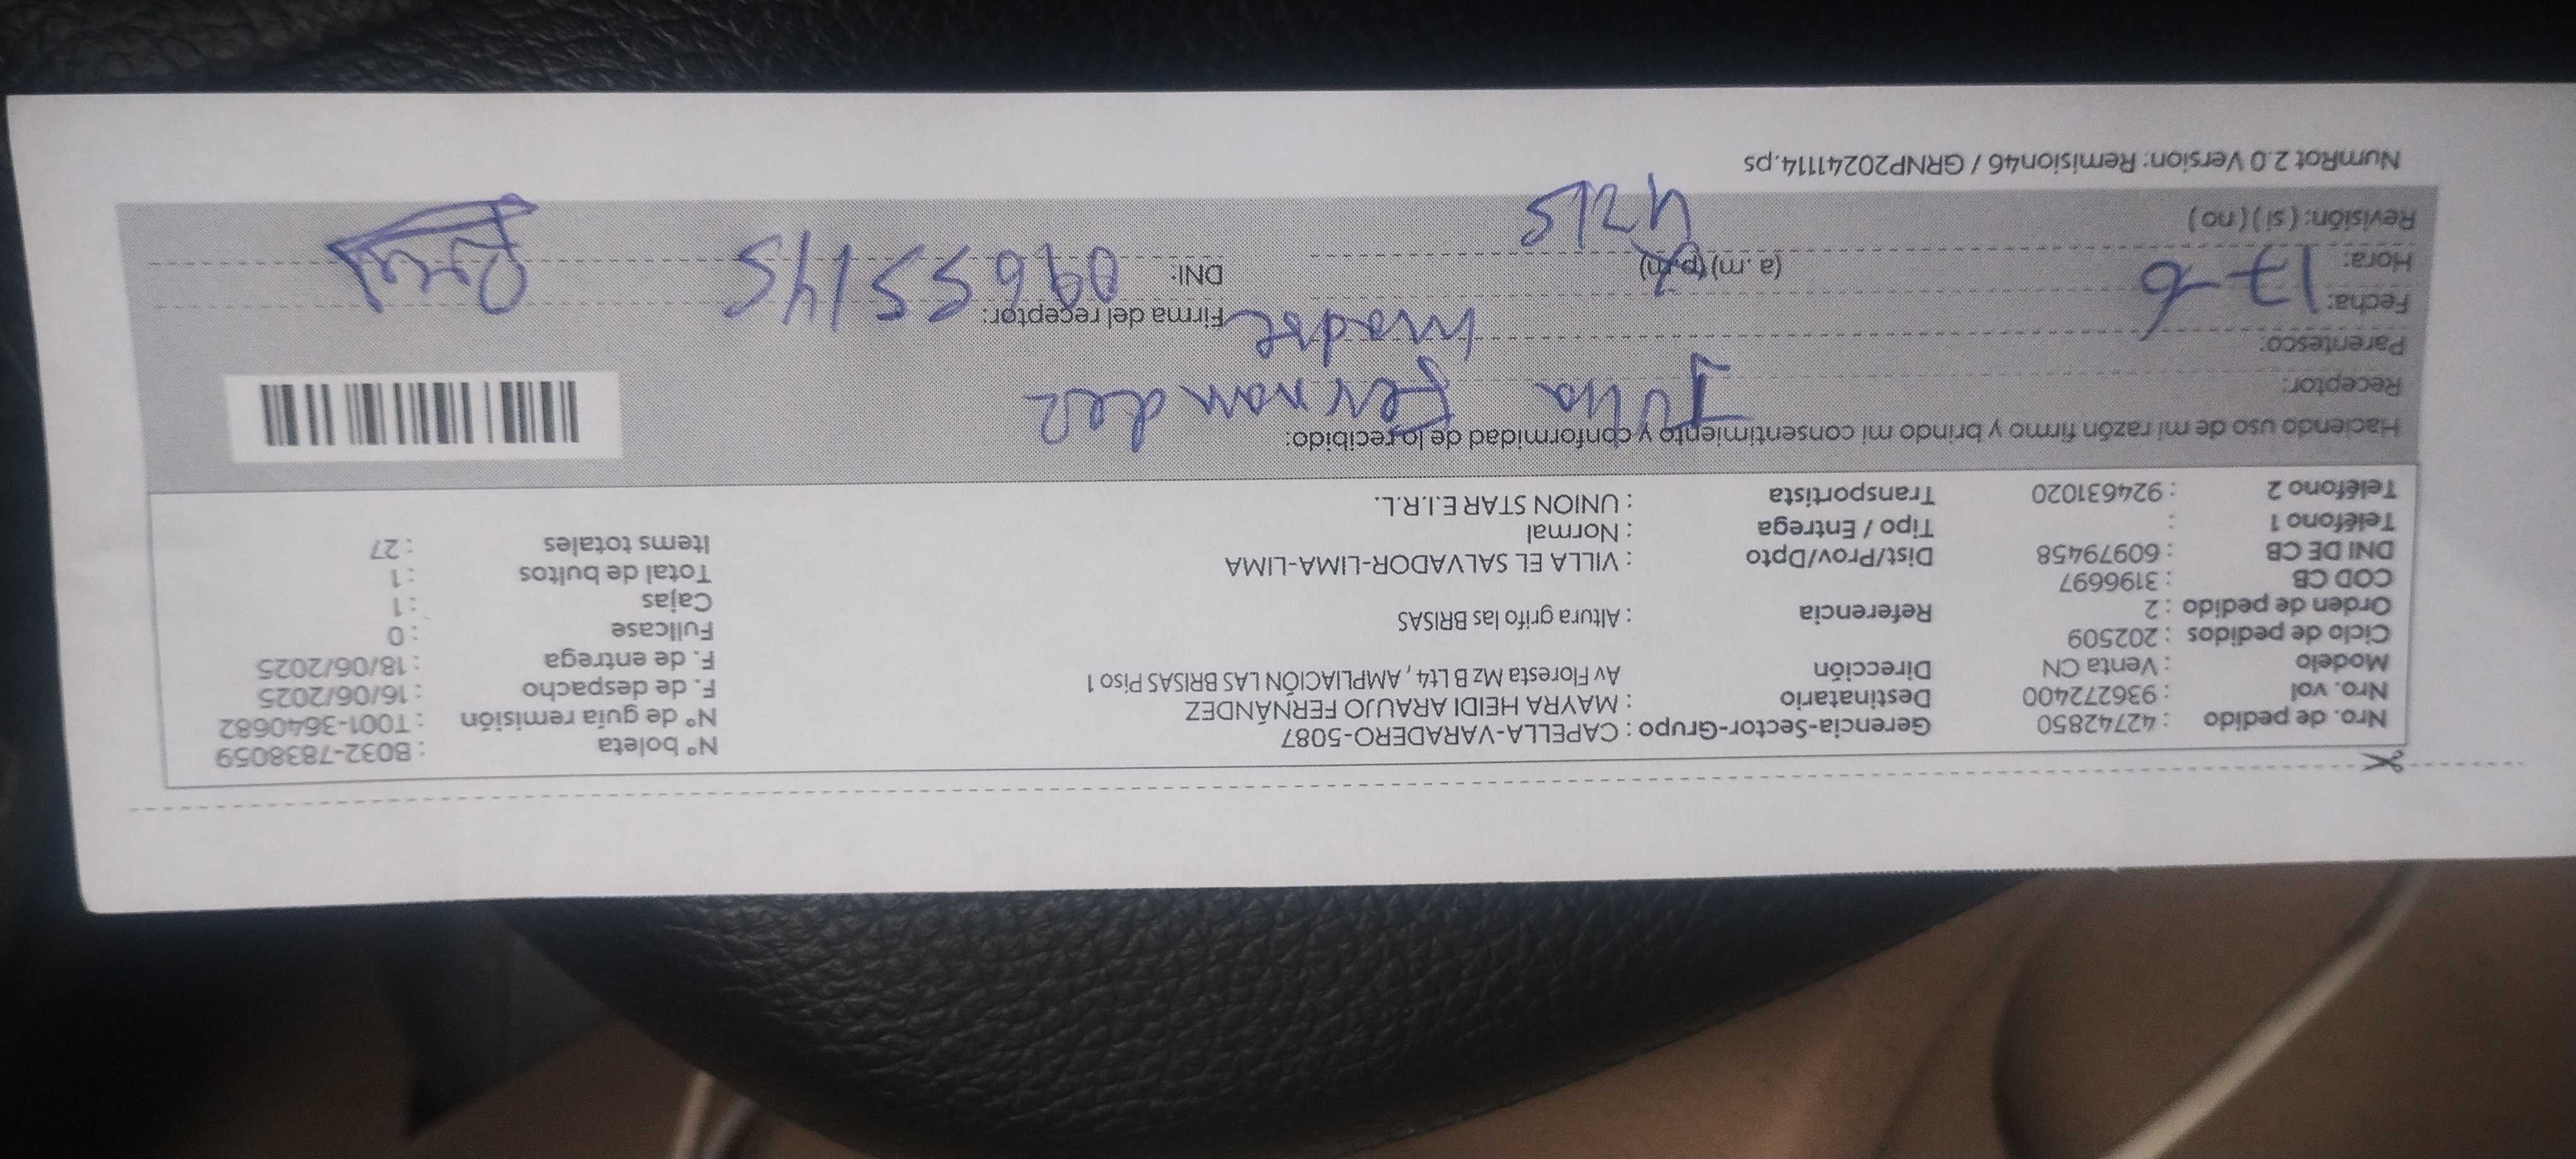 Nro. de pedido : 42742850 Gerencia-Sector-Grupo : CAPELLA-VARADERO-5087 N° boleta : B032-7838059
Nro. vol : 936272400 Destinatario : MAYRA HEIDI ARAUJO FERNÁNDEZ N° de guía remisión : T001-3640682
Modelo : Venta CN Dirección Av Floresta Mz B Lt4 , AMPLIACIÓN LAS BRISAS Piso 1 F. de despacho : 16/06/2025
Ciclo de pedidos : 202509 F. de entrega : 18/06/2025
Orden de pedido : 2 Referencia : Altura grifo las BRISAS Fullcase : 0
COD CB : 3196697 Cajas : 1
DNI DE CB : 60979458 Dist/Prov/Dpto : VILLA EL SALVADOR-LIMA-LIMA Total de bultos : 1
Teléfono 1 : Tipo / Entrega : Normal Items totales : 27
Teléfono 2 : 924631020 Transportista : UNION STAR E.I.R.L.
Haciendo uso de mi razón firmo y brindo mi consentimiento y conformidad de lo recibido:
Receptor: Julia Fernandez
Parentesco: madre
Fecha: 17-6 Firma del receptor:
Hora: (a .m) (p.m) 4215 DNI: 09655145
Revisión: ( si ) ( no )
NumRot 2.0 Version: Remision46 / GRNP20241114.ps